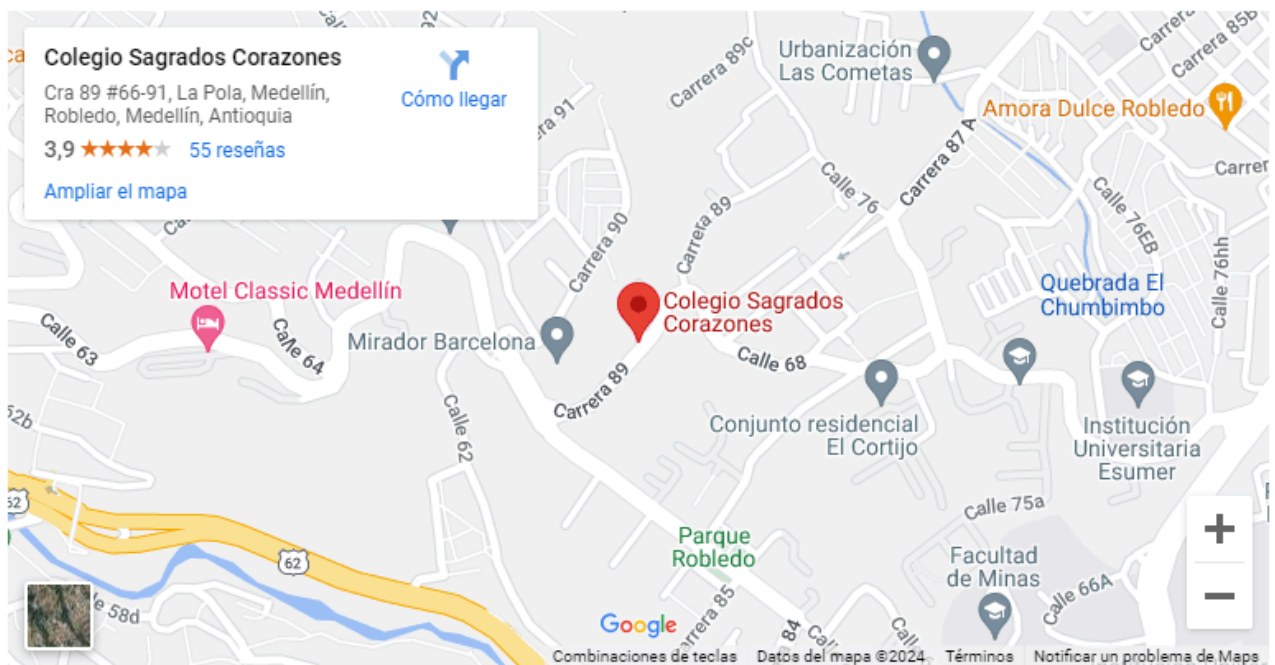 Colegio Sagrados Corazones
Cra 89 #66-91, La Pola, Medellín,
Robledo, Medellín, Antioquia
3,9
55 reseñas
Ampliar el mapa
Cómo llegar
92
Carrera 89c
Urbanización
Las Cometas
Carrera
Carrera 85B
Amora Dulce Robledo
Carrera 87 A
Calle 76
Carrera 89
Carrera 90
Calle 76EB
Calle 76hh
Motel Classic Medellín
Colegio Sagrados
Corazones
Quebrada El
Chumbimbo
Calle 63
Calle 64
Mirador Barcelona
Calle 68
Carrera 89
Calle 62
Conjunto residencial
El Cortijo
Institución
Universitaria
Esumer
52b
62
62
Calle 75a
Parque
Robledo
Facultad
de Minas
Calle 66A
58d
Carrera 85
84
Google
Combinaciones de teclas
Datos del mapa ©2024
Términos
Notificar un problema de Maps